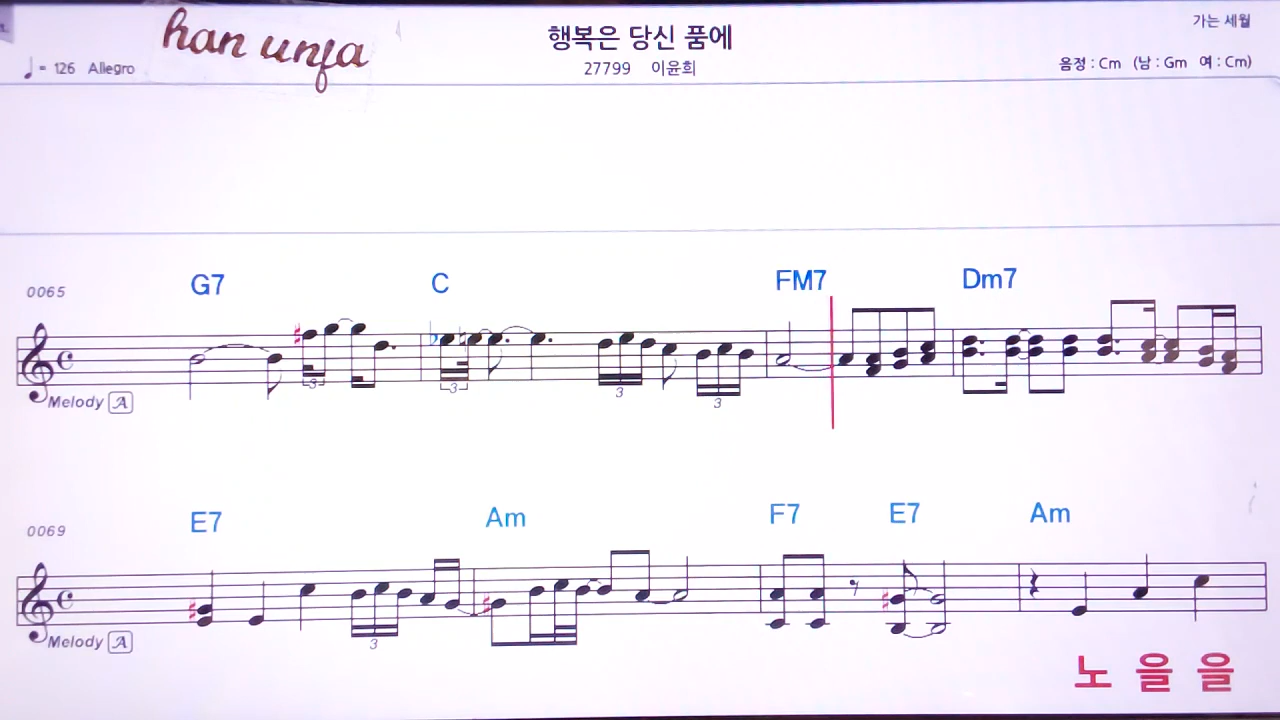 han unja
행복은 당신 품에
가는 세월
♩= 126 Allegro
27799 이윤희
음정 : Cm (남 : Gm 여 : Cm)
G7 C FM7 Dm7
0065
3 3 3 3
Melody A
E7 Am F7 E7 Am
0069
3
Melody A
노 을 을